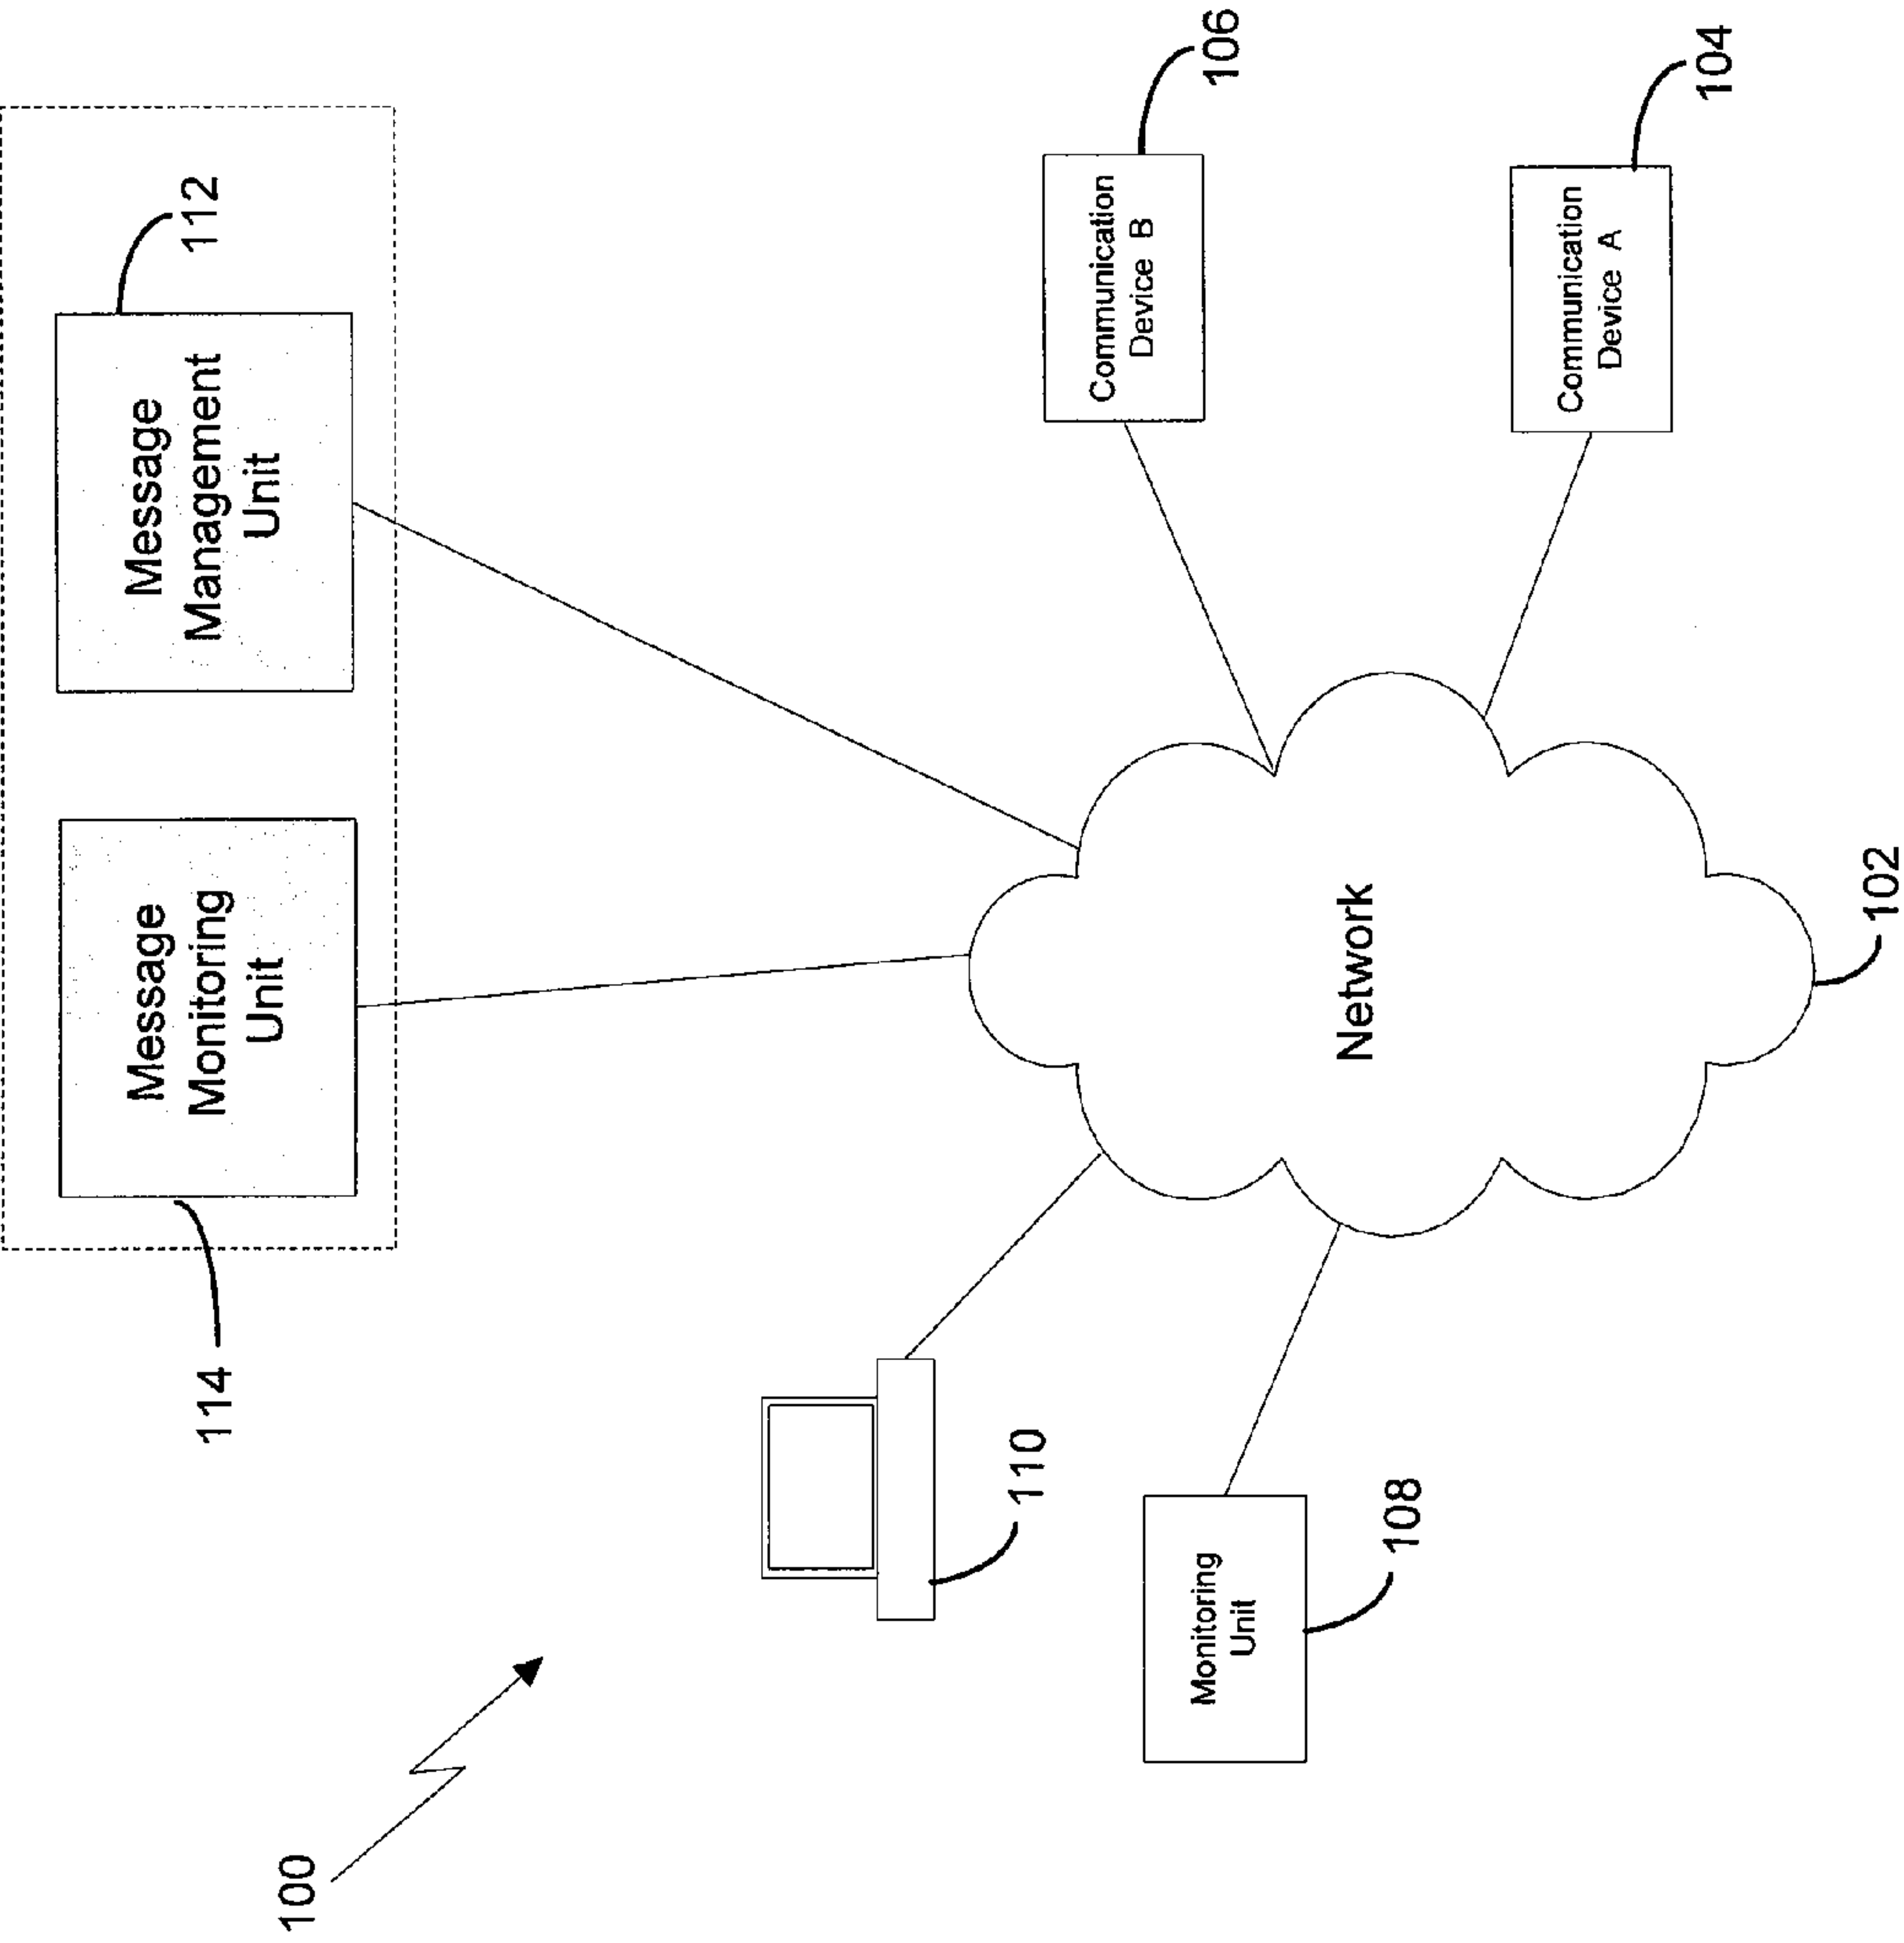 100
114
Message
Monitoring
Unit
Message
Management
Unit
112
110
Monitoring
Unit
108
Network
102
Communication
Device B
106
Communication
Device A
104